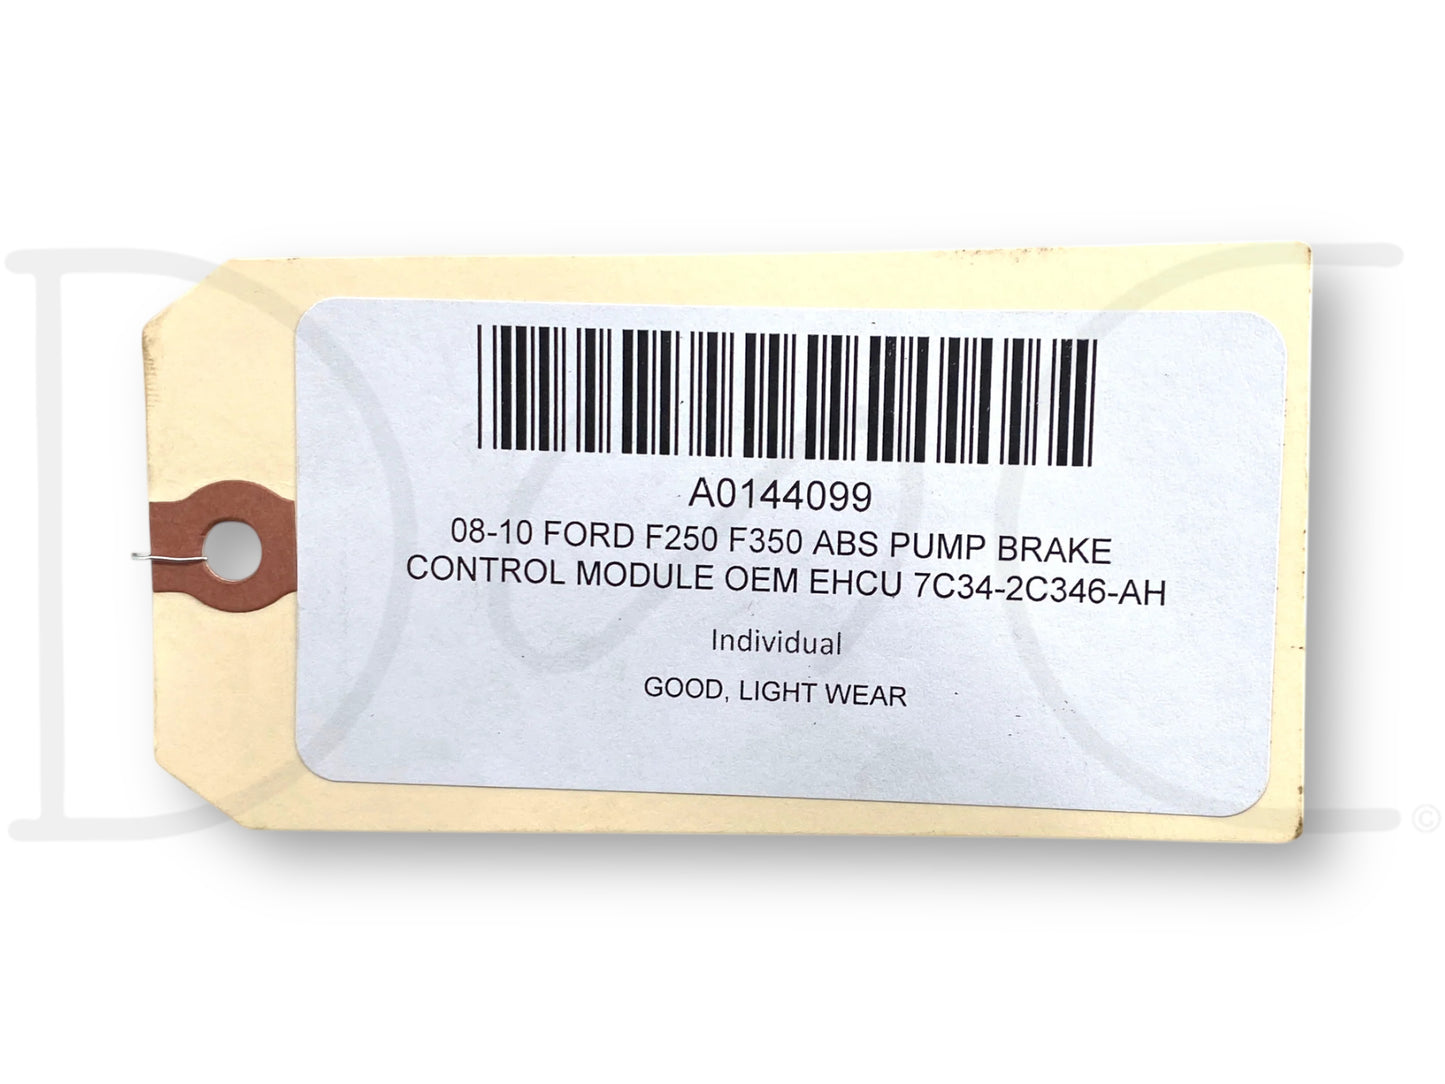 A0144099
08-10 FORD F250 F350 ABS PUMP BRAKE
CONTROL MODULE OEM EHCU 7C34-2C346-AH
Individual
GOOD, LIGHT WEAR
©